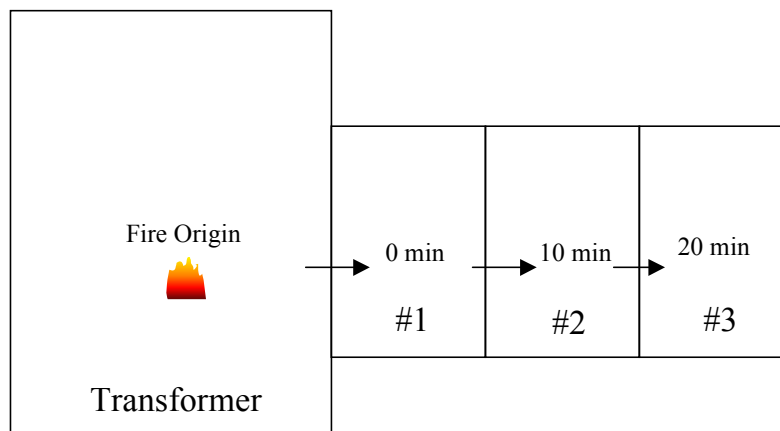 Fire Origin
0 min
10 min
20 min
#1
#2
#3
Transformer